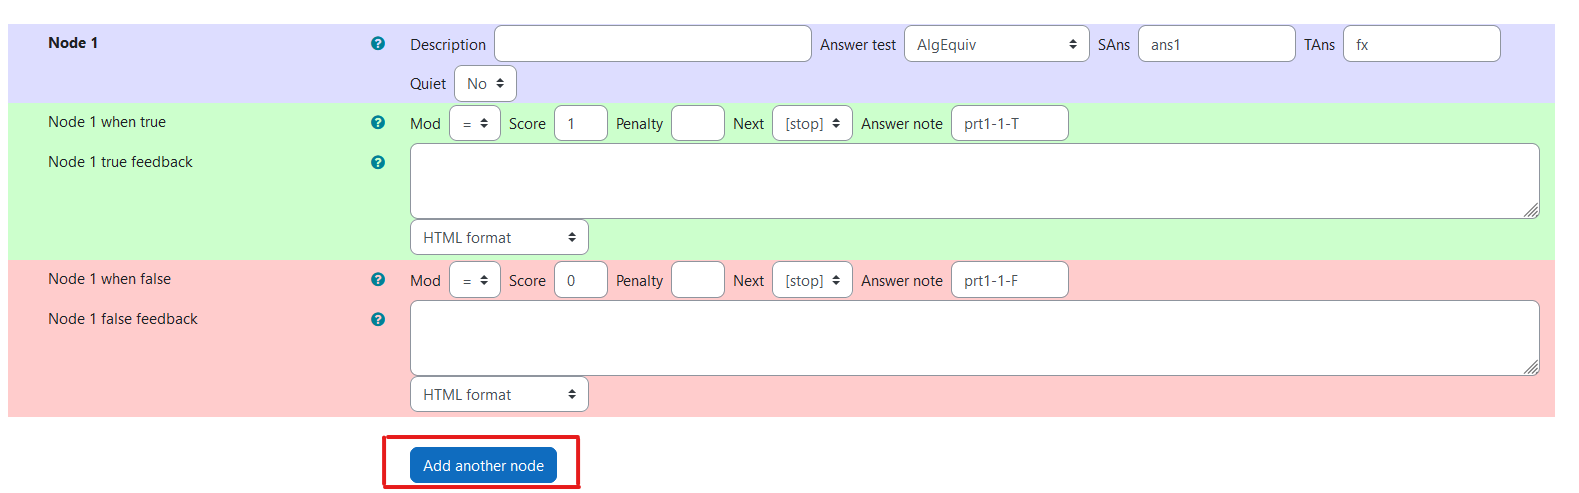 Node 1 Description Answer test AlgEquiv SAns ans1 TAns fx
Quiet No
Node 1 when true Mod = Score 1 Penalty Next [stop] Answer note prt1-1-T
Node 1 true feedback
HTML format
Node 1 when false Mod = Score 0 Penalty Next [stop] Answer note prt1-1-F
Node 1 false feedback
HTML format
Add another node